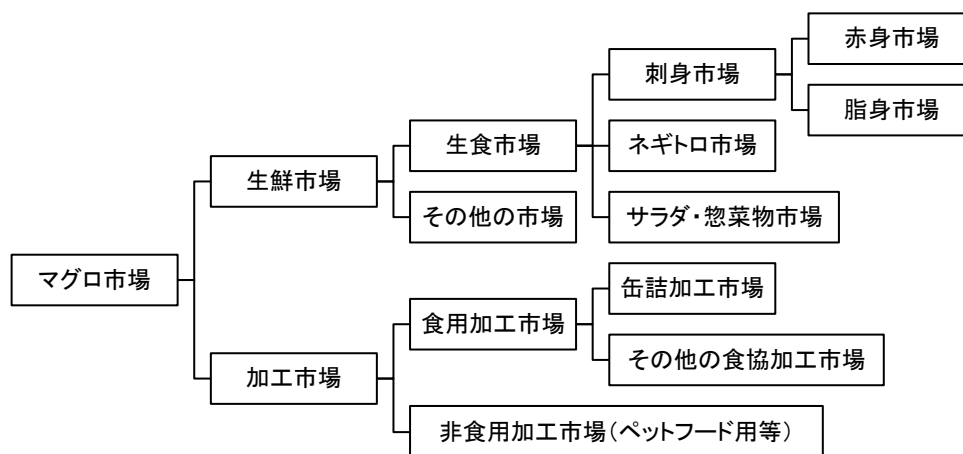 赤身市場
刺身市場
脂身市場
生食市場
ネギトロ市場
生鮮市場
その他の市場
サラダ・惣菜物市場
マグロ市場
缶詰加工市場
食用加工市場
その他の食協加工市場
加工市場
非食用加工市場（ペットフード用等）